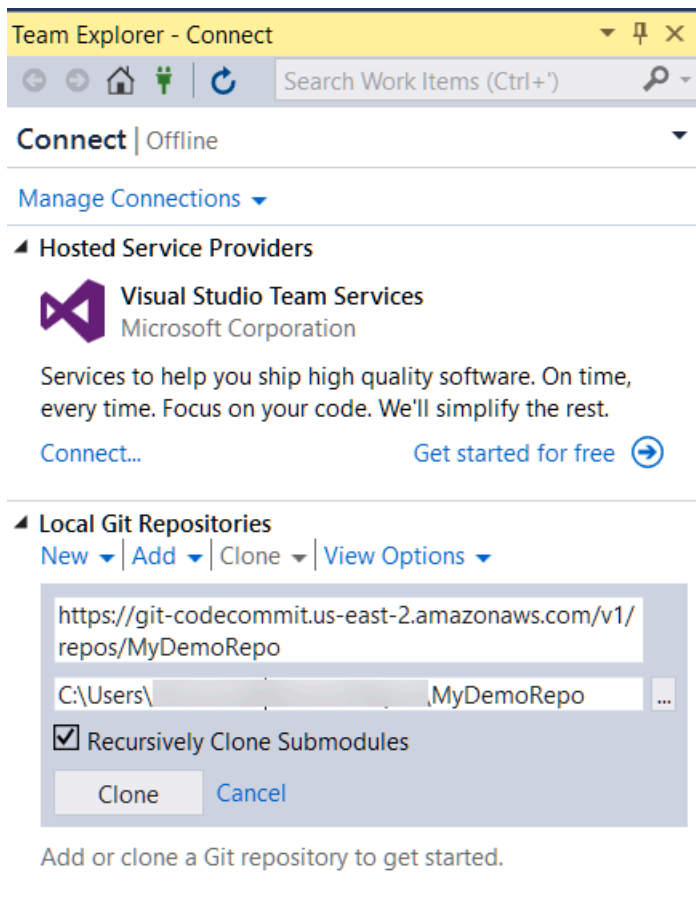 Team Explorer - Connect
Search Work Items (Ctrl+')
Connect | Offline
Manage Connections
Hosted Service Providers
Visual Studio Team Services
Microsoft Corporation
Services to help you ship high quality software. On time,
every time. Focus on your code. We'll simplify the rest.
Connect... Get started for free
Local Git Repositories
New | Add | Clone | View Options
https://git-codecommit.us-east-2.amazonaws.com/v1/
repos/MyDemoRepo
C:\Users\ \MyDemoRepo ...
Recursively Clone Submodules
Clone Cancel
Add or clone a Git repository to get started.